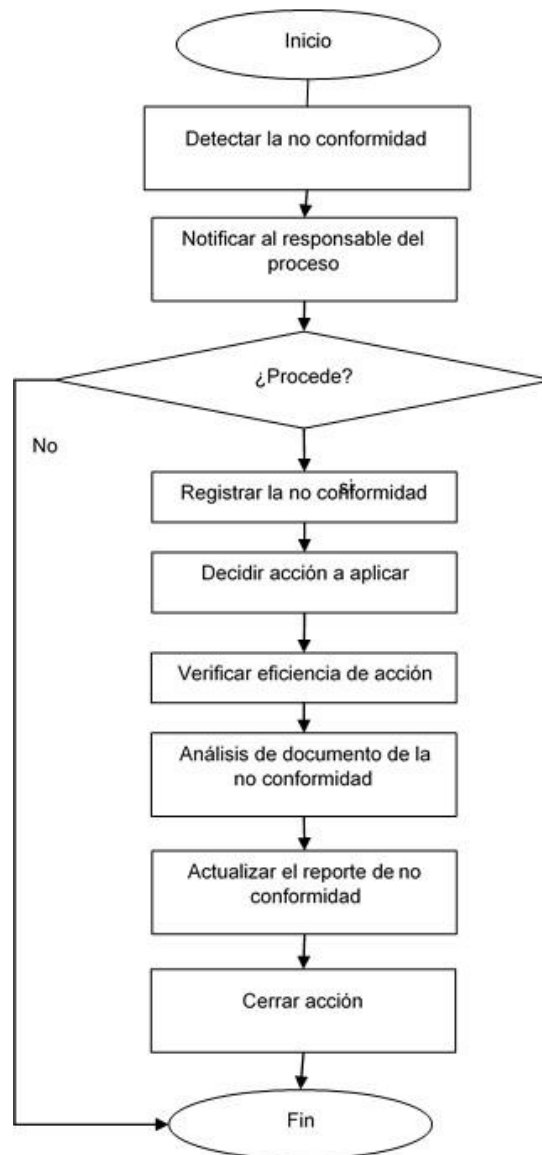 Inicio
Detectar la no conformidad
Notificar al responsable del
proceso
¿Procede?
No
si
Registrar la no conformidad
Decidir acción a aplicar
Verificar eficiencia de acción
Análisis de documento de la
no conformidad
Actualizar el reporte de no
conformidad
Cerrar acción
Fin